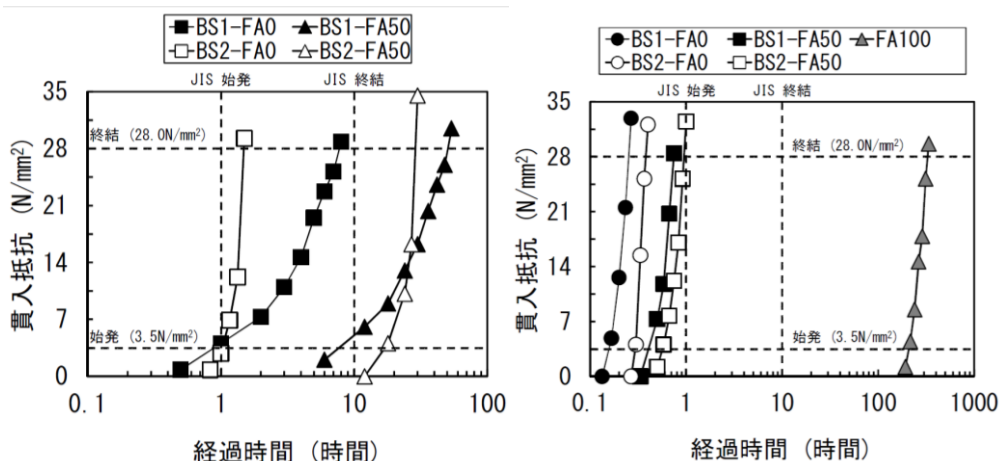 BS1-FA0 BS1-FA50
BS2-FA0 BS2-FA50
JIS 始発 JIS 終結
35
終結 (28.0N/mm²)
28
21
14
7
始発 (3.5N/mm²)
0
貫入抵抗 (N/mm²)
0.1 1 10 100
経過時間 (時間)
BS1-FA0 BS1-FA50 FA100
BS2-FA0 BS2-FA50
JIS 始発 JIS 終結
35
終結 (28.0N/mm²)
28
21
14
7
始発 (3.5N/mm²)
0
貫入抵抗 (N/mm²)
0.1 1 10 100 1000
経過時間 (時間)